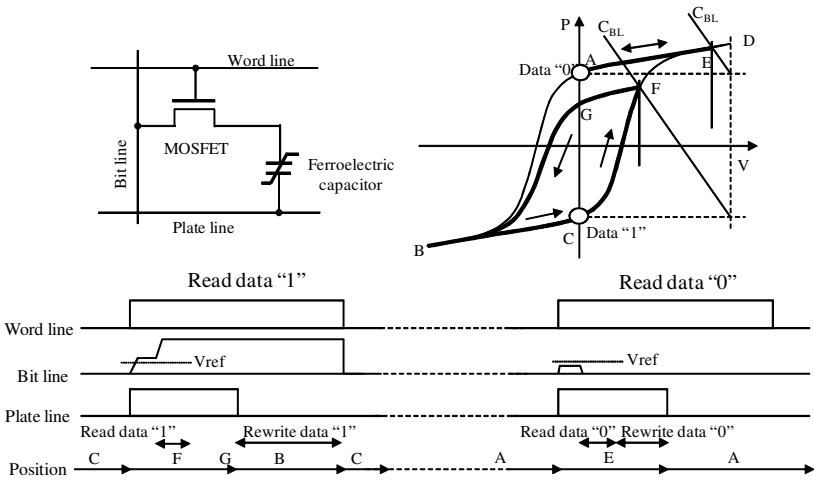 Word line
Bit line
MOSFET
Ferroelectric
capacitor
Plate line
P
C_BL
C_BL
D
A
E
Data “0”
F
G
V
C
Data “1”
B
Read data “1”
Read data “0”
Word line
Vref
Vref
Bit line
Plate line
Read data “1”
Rewrite data “1”
Read data “0”
Rewrite data “0”
Position
C
F
G
B
C
A
E
A